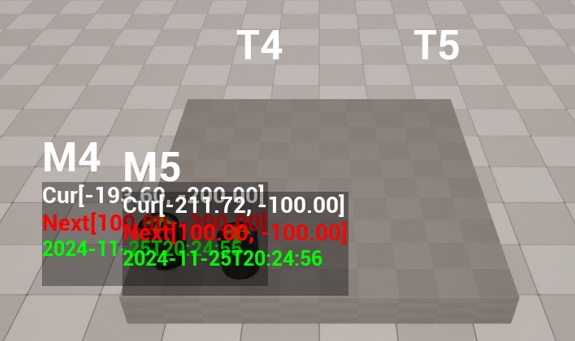 T4 T5
M4
M5
Cur[-193.60, -200.00]
Cur[-211.72, -100.00]
Next[100.00, -100.00]
2024-11-25T20:24:56